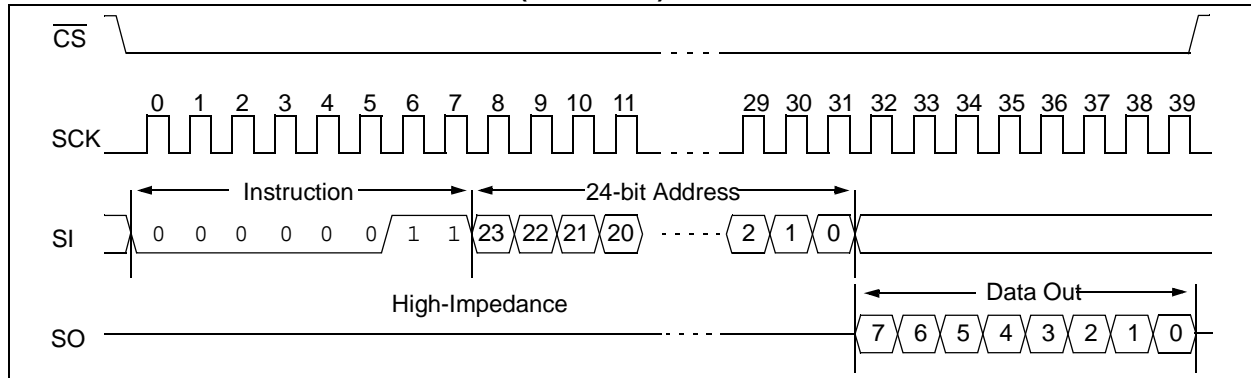 CS
0 1 2 3 4 5 6 7 8 9 10 11 29 30 31 32 33 34 35 36 37 38 39
SCK
Instruction 24-bit Address
SI 0 0 0 0 0 0 1 1 23 22 21 20 2 1 0
High-Impedance Data Out
SO 7 6 5 4 3 2 1 0